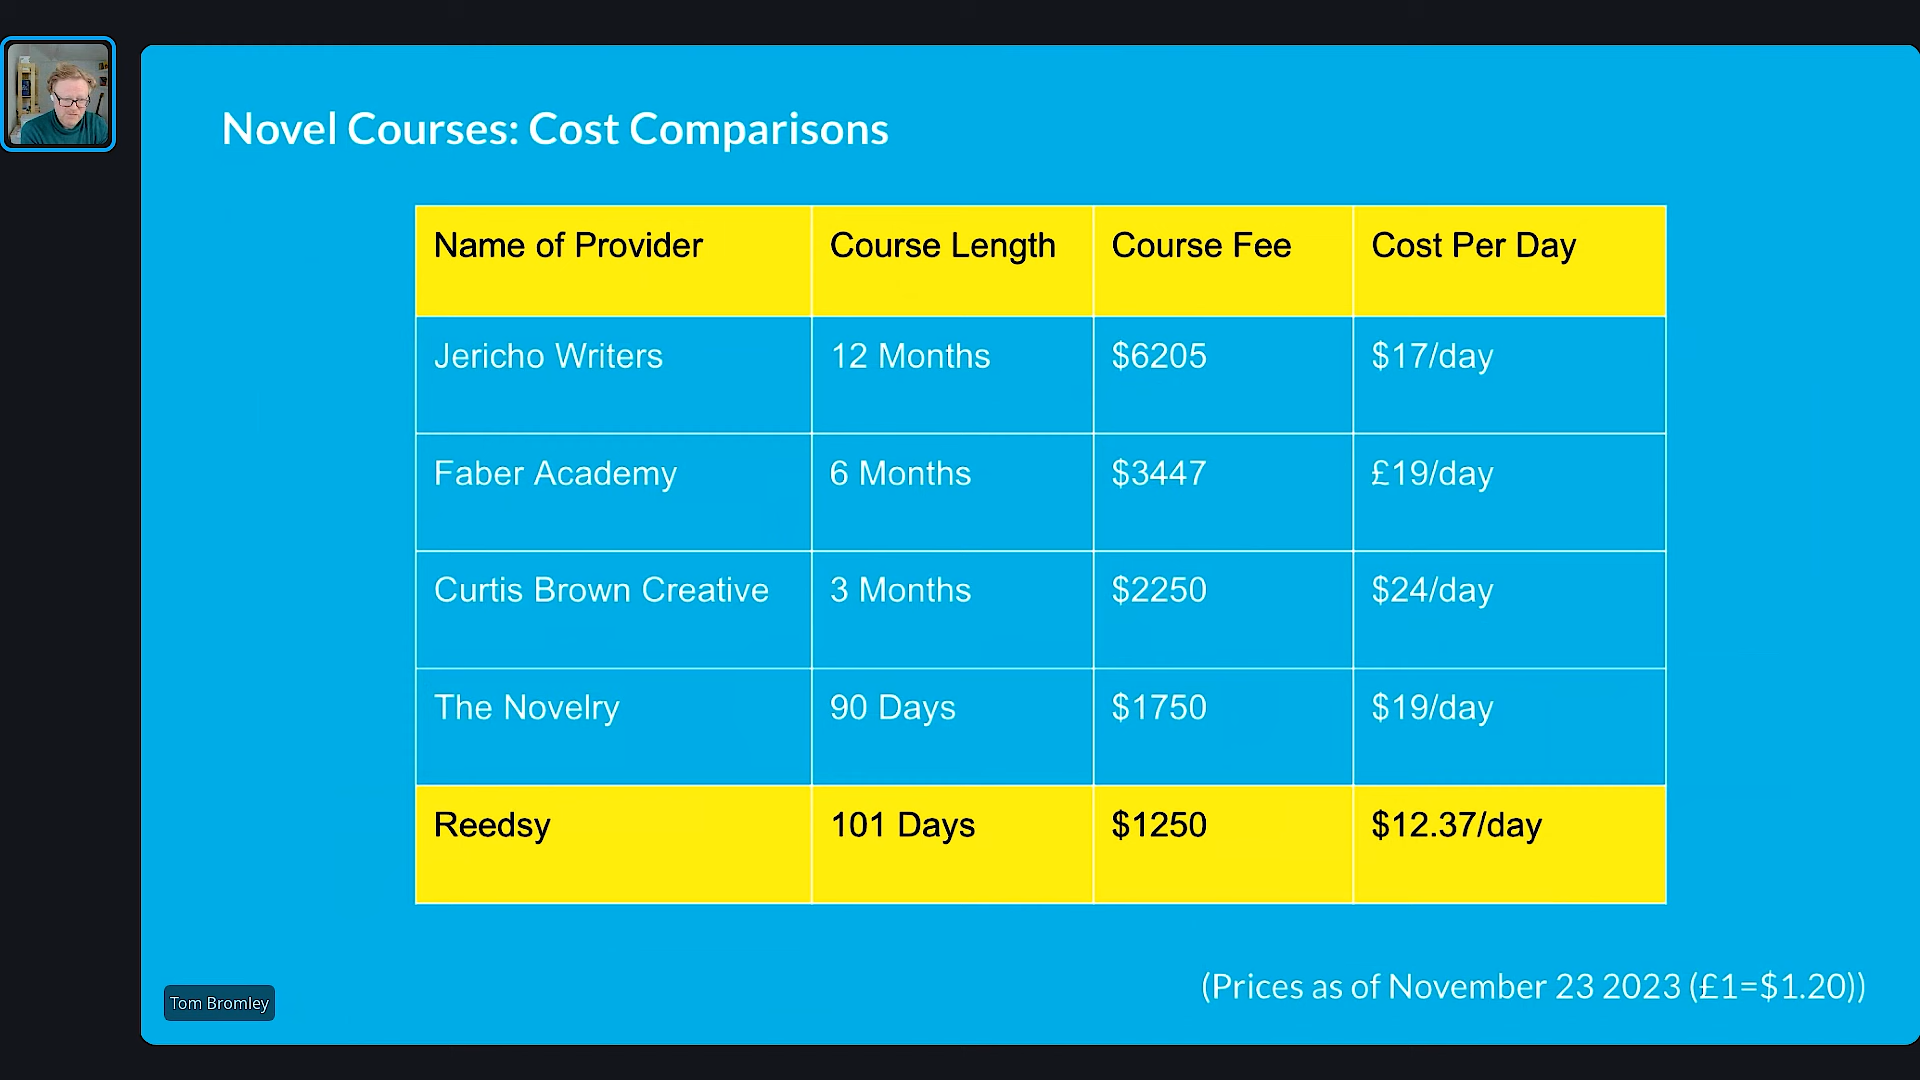 Novel Courses: Cost Comparisons
Name of Provider Course Length Course Fee Cost Per Day
Jericho Writers 12 Months $6205 $17/day
Faber Academy 6 Months $3447 £19/day
Curtis Brown Creative 3 Months $2250 $24/day
The Novelry 90 Days $1750 $19/day
Reedsy 101 Days $1250 $12.37/day
(Prices as of November 23 2023 (£1=$1.20))
Tom Bromley